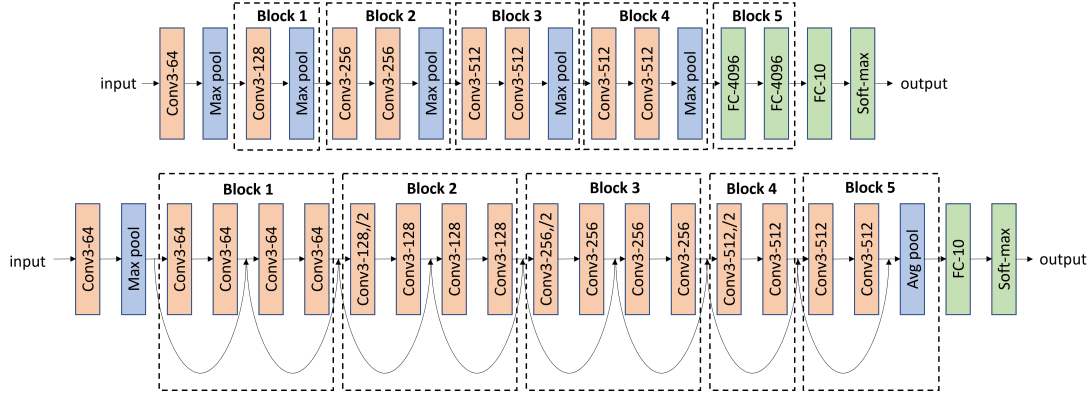 Block 1
Block 2
Block 3
Block 4
Block 5
input
Conv3-64
Max pool
Conv3-128
Max pool
Conv3-256
Conv3-256
Max pool
Conv3-512
Conv3-512
Max pool
Conv3-512
Conv3-512
Max pool
FC-4096
FC-4096
FC-10
Soft-max
output
Block 1
Block 2
Block 3
Block 4
Block 5
input
Conv3-64
Max pool
Conv3-64
Conv3-64
Conv3-64
Conv3-64
Conv3-128,/2
Conv3-128
Conv3-128
Conv3-128
Conv3-256,/2
Conv3-256
Conv3-256
Conv3-256
Conv3-512,/2
Conv3-512
Conv3-512
Conv3-512
Avg pool
FC-10
Soft-max
output